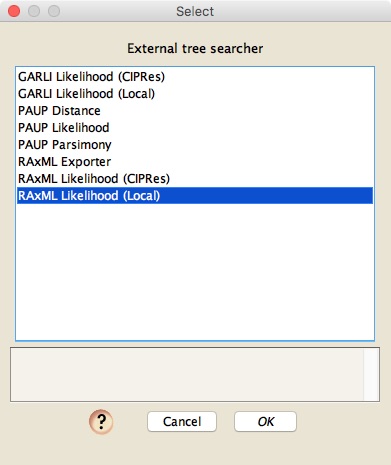 Select
External tree searcher
GARLI Likelihood (CIPRes)
GARLI Likelihood (Local)
PAUP Distance
PAUP Likelihood
PAUP Parsimony
RAxML Exporter
RAxML Likelihood (CIPRes)
RAxML Likelihood (Local)
? Cancel OK